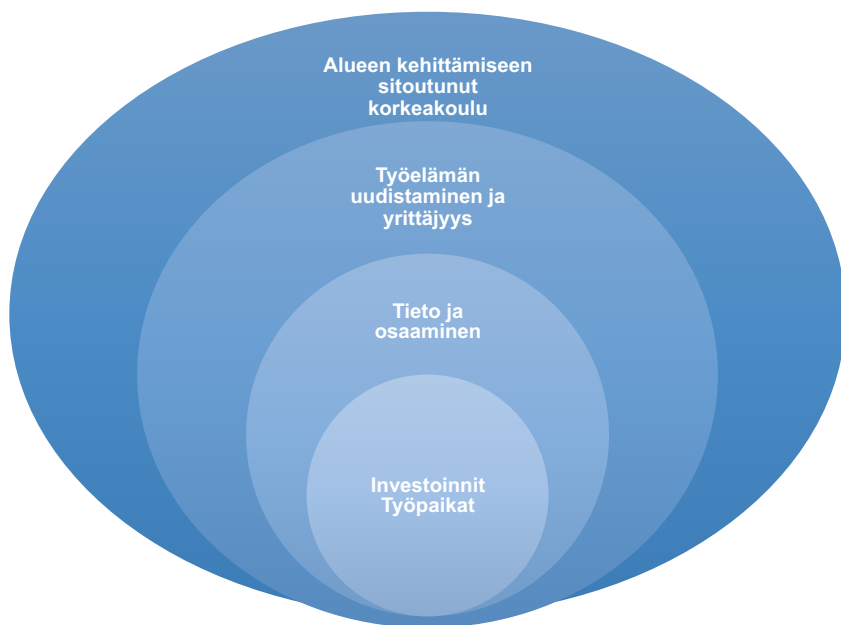 Alueen kehittämiseen
sitoutunut
korkeakoulu
Työelämän
uudistaminen ja
yrittäjyys
Tieto ja
osaaminen
Investoinnit
Työpaikat